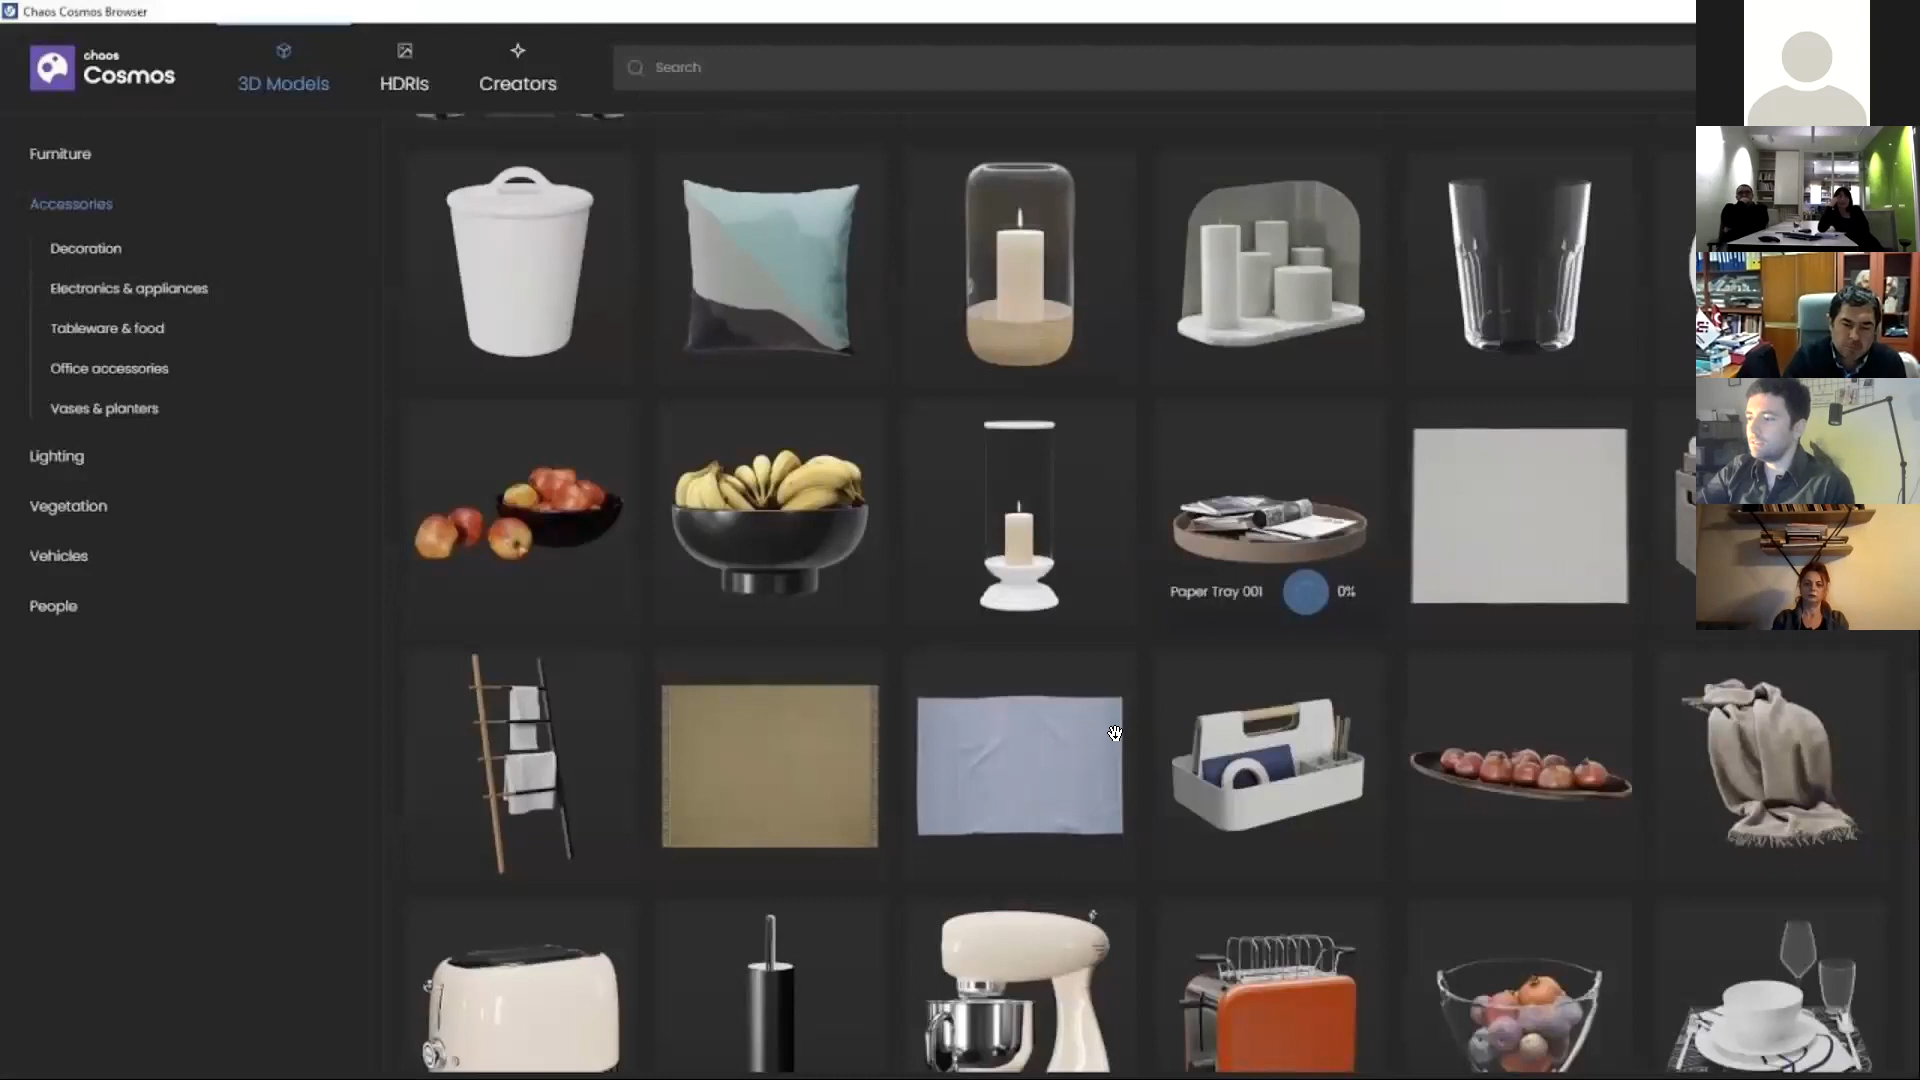 Chaos Cosmos Browser
chaos
Cosmos
3D Models
HDRIs
Creators
Search
Furniture
Accessories
Decoration
Electronics & appliances
Tableware & food
Office accessories
Vases & planters
Lighting
Vegetation
Vehicles
People
Paper Tray 001
0%